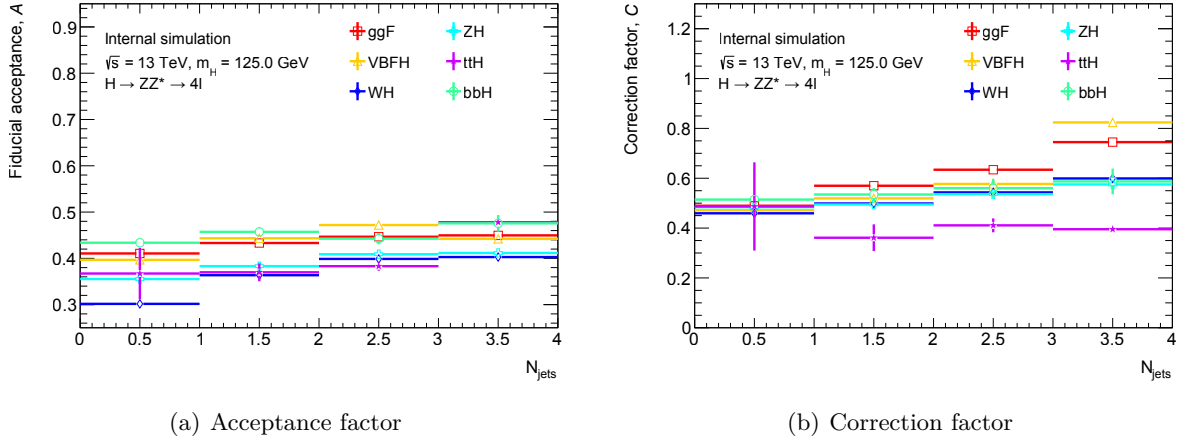 Fiducial acceptance, A
0.9
0.8
0.7
0.6
0.5
0.4
0.3
Internal simulation
√s = 13 TeV, m_H = 125.0 GeV
H → ZZ* → 4l
ggF
VBFH
WH
ZH
ttH
bbH
0 0.5 1 1.5 2 2.5 3 3.5 4
N_jets
(a) Acceptance factor
Correction factor, C
1.2
1
0.8
0.6
0.4
0.2
0
Internal simulation
√s = 13 TeV, m_H = 125.0 GeV
H → ZZ* → 4l
ggF
VBFH
WH
ZH
ttH
bbH
0 0.5 1 1.5 2 2.5 3 3.5 4
N_jets
(b) Correction factor